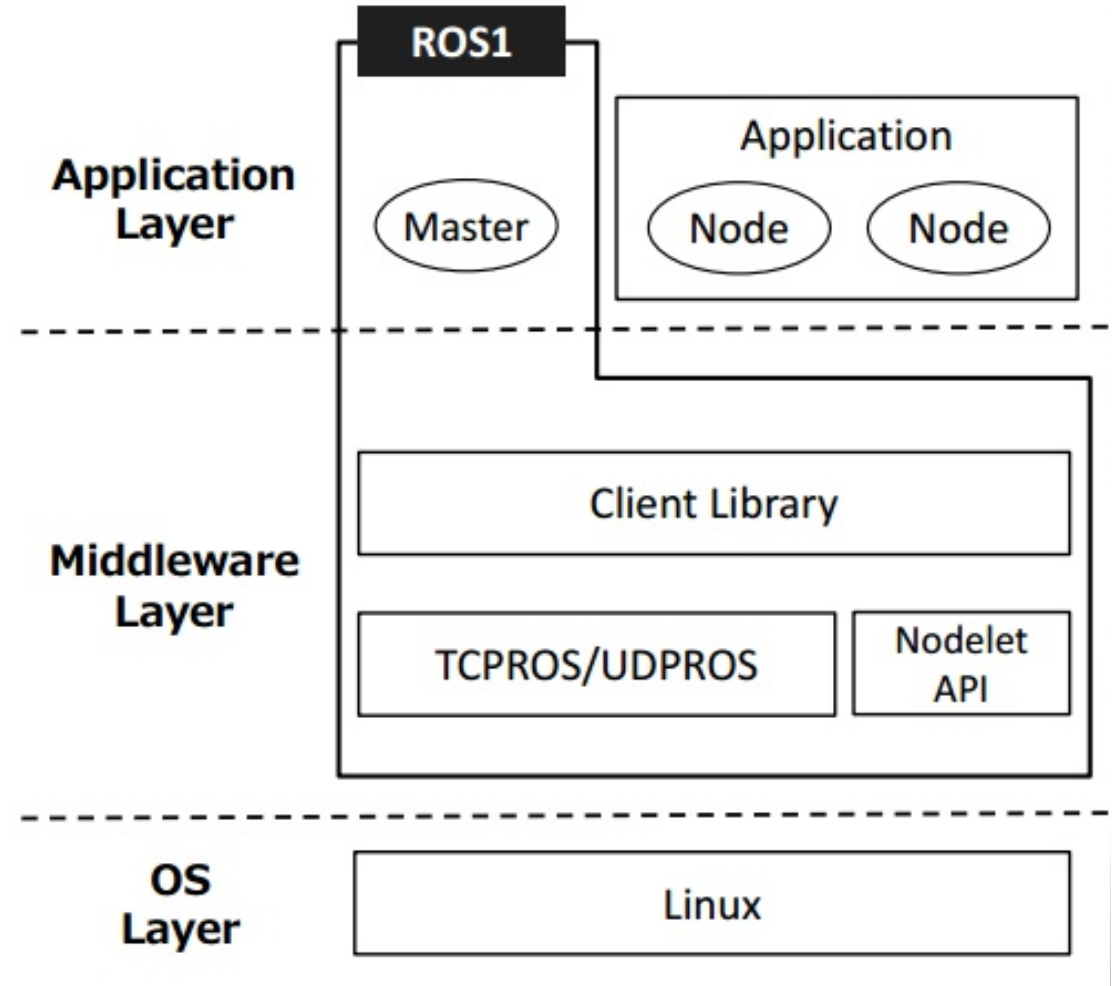 ROS1
Application
Layer
Master
Application
Node
Node
Middleware
Layer
Client Library
TCPROS/UDPROS
Nodelet
API
OS
Layer
Linux